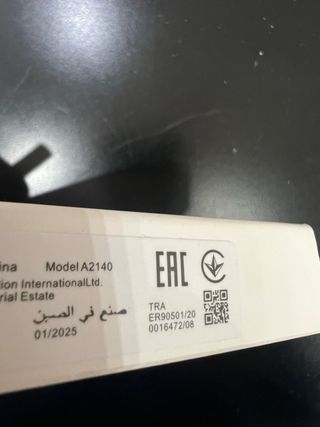 ina Model A2140
tion InternationalLtd.
rial Estate
صنع في الصين
01/2025
EAC
TRA
ER90501/20
0016472/08